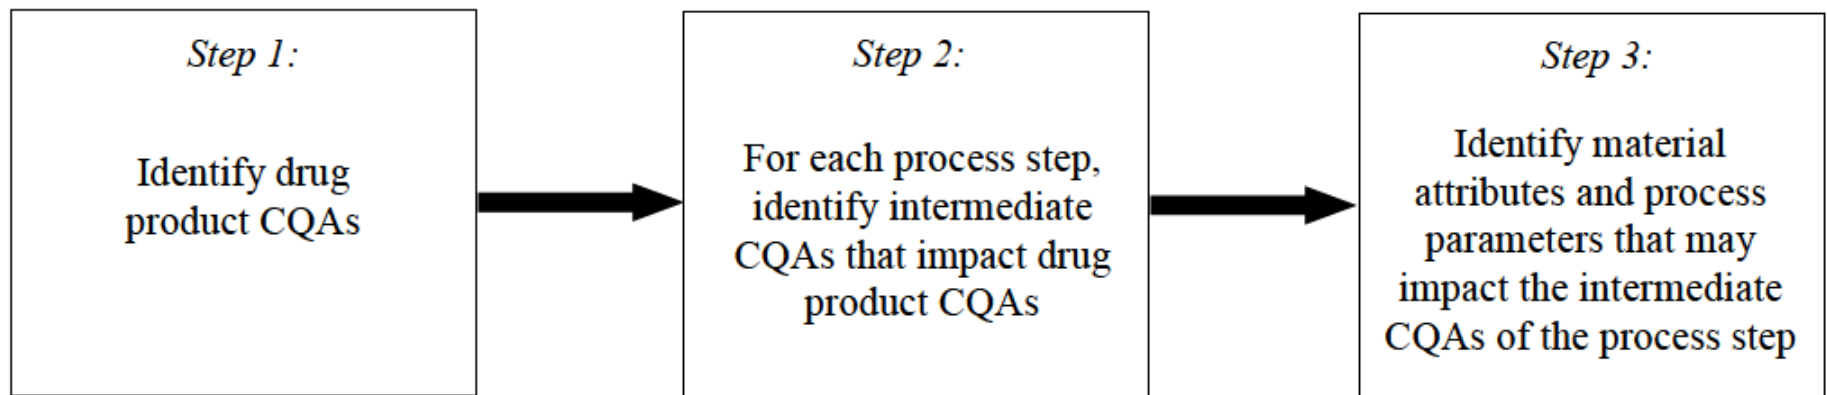 Step 1:
Identify drug
product CQAs
Step 2:
For each process step,
identify intermediate
CQAs that impact drug
product CQAs
Step 3:
Identify material
attributes and process
parameters that may
impact the intermediate
CQAs of the process step